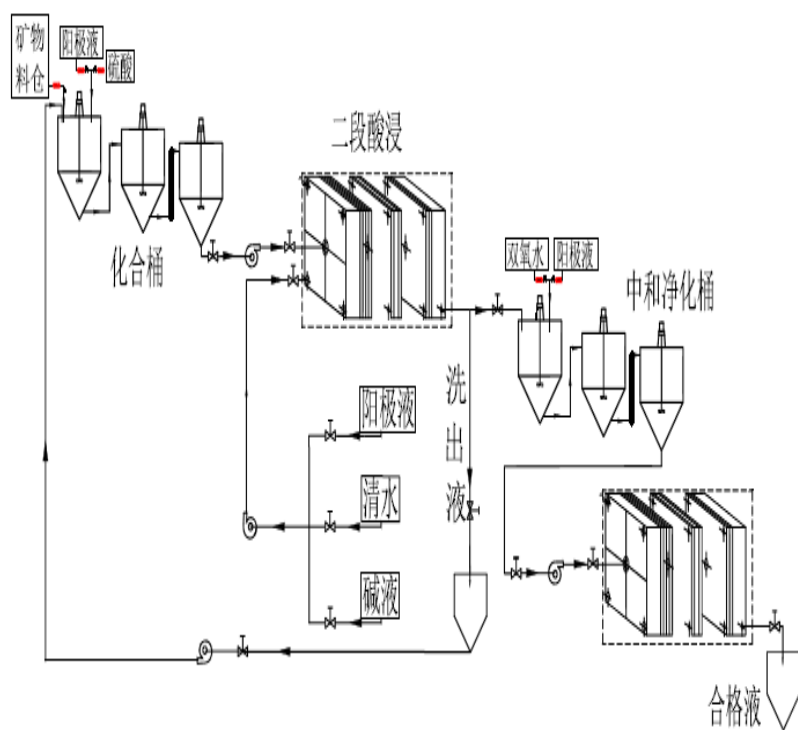 矿物
料仓
阳极液
硫酸
二段酸浸
化合桶
双氧水
阳极液
中和净化桶
洗出液
阳极液
清水
碱液
合格液